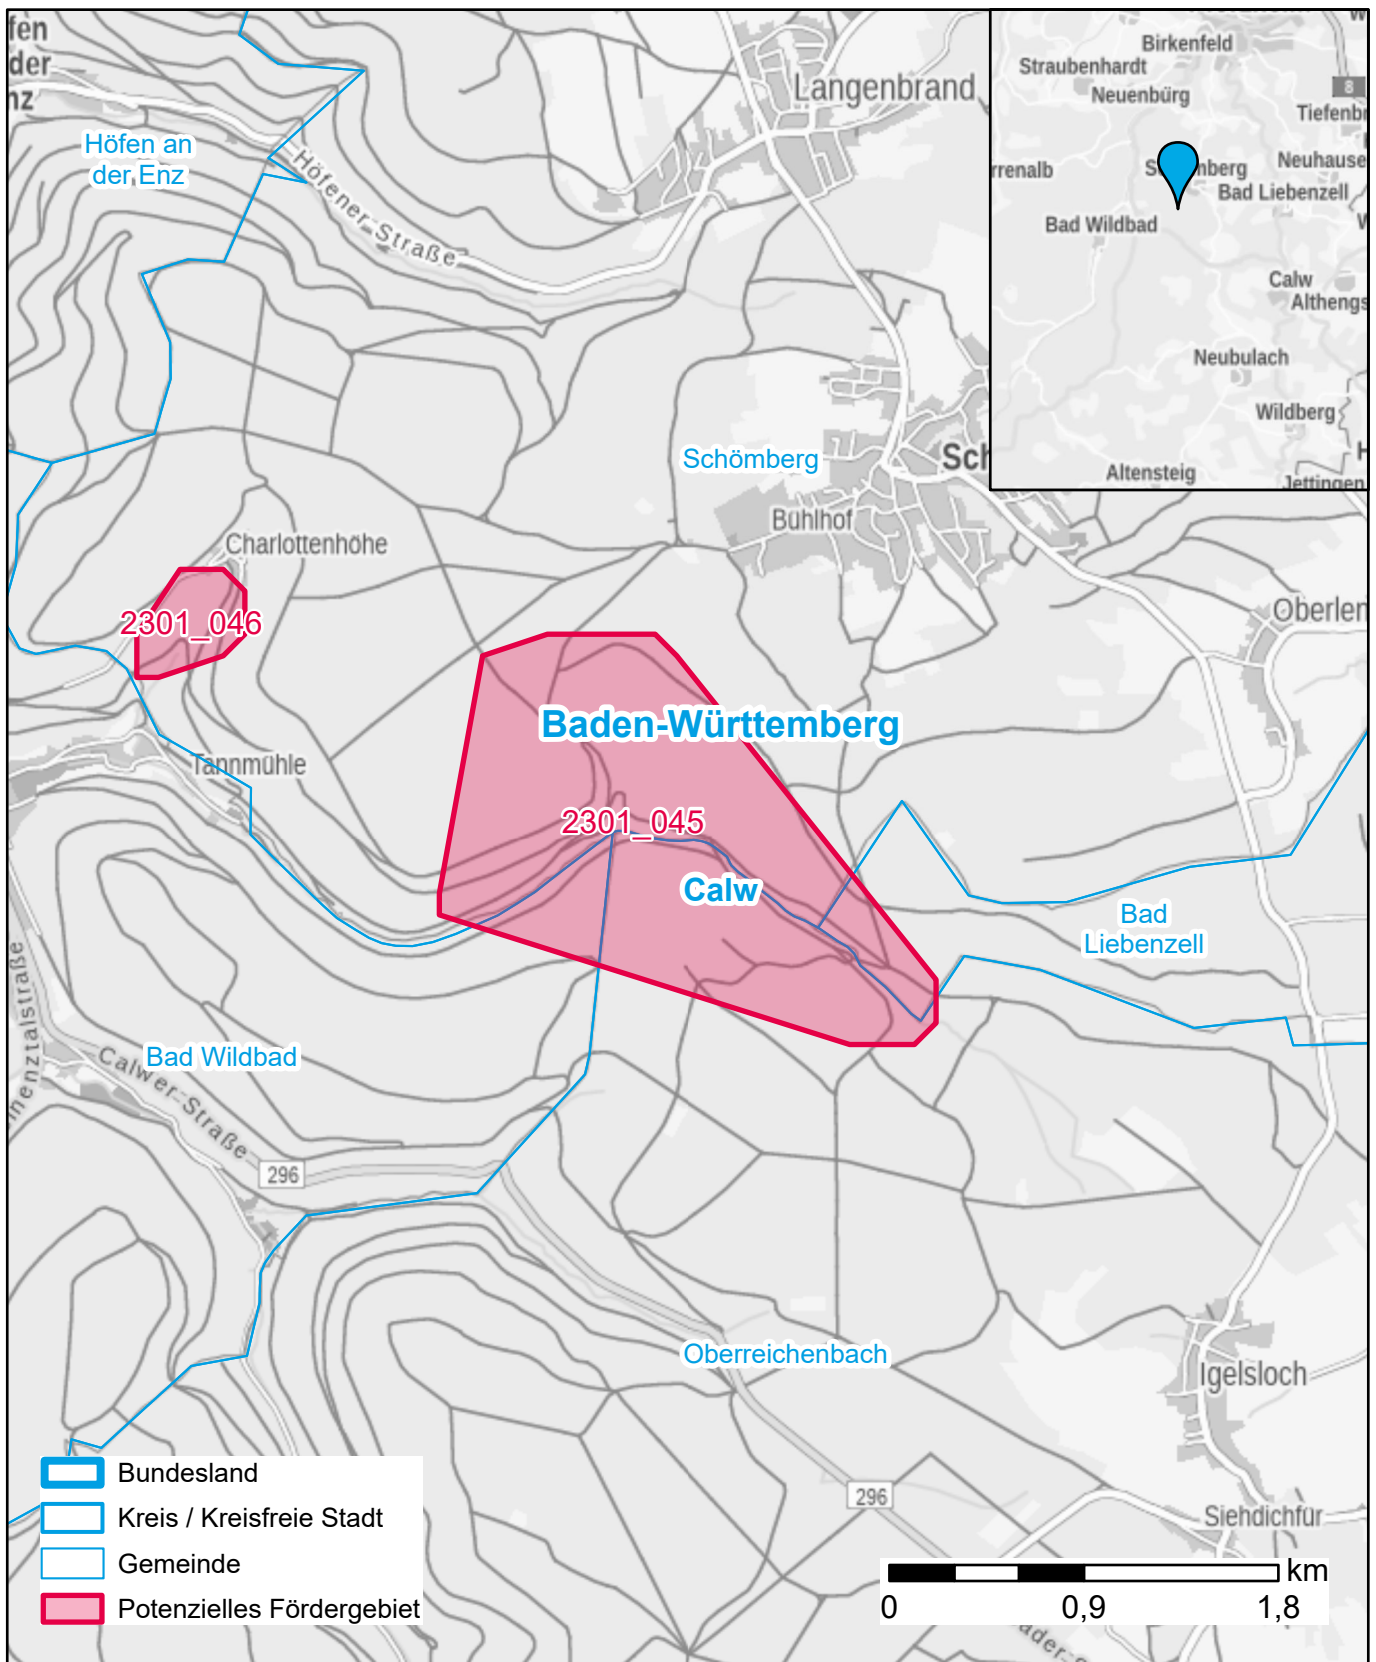 fen
der
nz
Höfen an
der Enz
Höfener-Straße
Langenbrand
Birkenfeld
Straubenhardt
Neuenbürg
8
Tiefenbr
rrenalb
Neuhause
Bad Liebenzell
Bad Wildbad
Calw
Althengs
Neubulach
Wildberg
Altensteig
Jettingen
Schömberg
Sch
Bühlhof
Charlottenhöhe
2301_046
Oberlen
Baden-Württemberg
Tannmühle
2301_045
Calw
Bad
Liebenzell
nenztalstraße
Bad Wildbad
Calwer-Straße
296
Oberreichenbach
Igelsloch
296
Siehdichfür
Bundesland
Kreis / Kreisfreie Stadt
Gemeinde
Potenzielles Fördergebiet
km
0 0,9 1,8